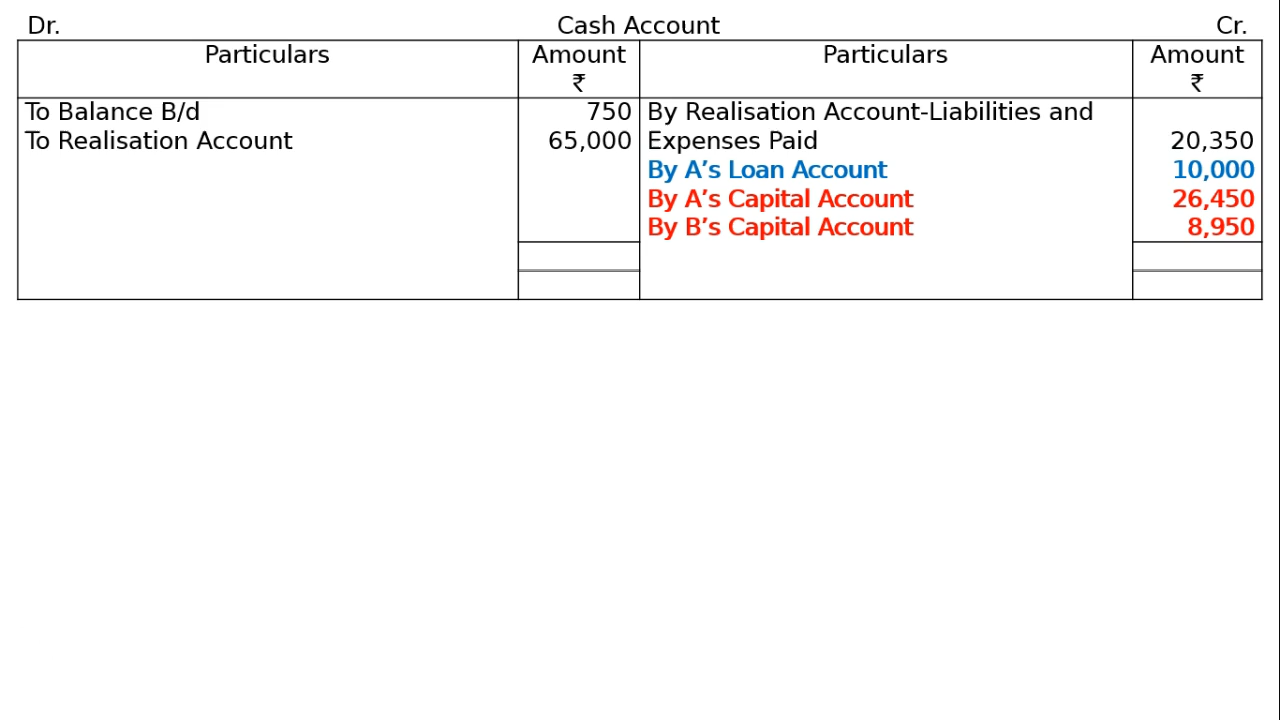 Dr. Cash Account Cr.
Particulars Amount Particulars Amount
₹ ₹
To Balance B/d 750 By Realisation Account-Liabilities and
To Realisation Account 65,000 Expenses Paid 20,350
By A’s Loan Account 10,000
By A’s Capital Account 26,450
By B’s Capital Account 8,950